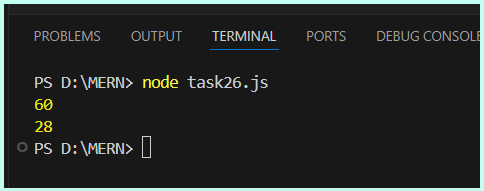 PROBLEMS OUTPUT TERMINAL PORTS DEBUG CONSOLE
PS D:\MERN> node task26.js
60
28
PS D:\MERN>